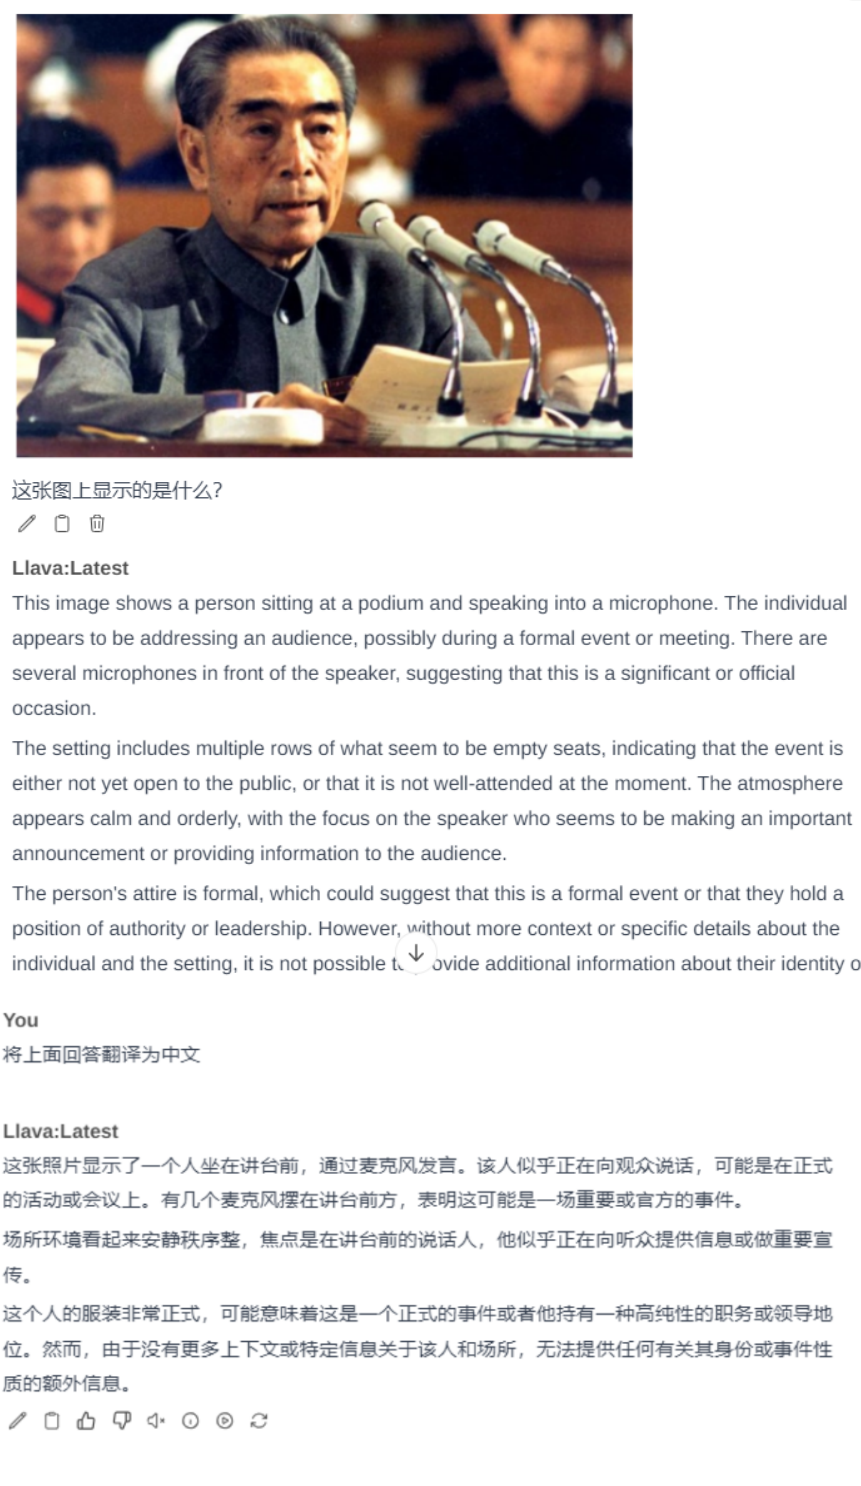 这张图上显示的是什么?
Llava:Latest
This image shows a person sitting at a podium and speaking into a microphone. The individual
appears to be addressing an audience, possibly during a formal event or meeting. There are
several microphones in front of the speaker, suggesting that this is a significant or official
occasion.
The setting includes multiple rows of what seem to be empty seats, indicating that the event is
either not yet open to the public, or that it is not well-attended at the moment. The atmosphere
appears calm and orderly, with the focus on the speaker who seems to be making an important
announcement or providing information to the audience.
The person's attire is formal, which could suggest that this is a formal event or that they hold a
position of authority or leadership. However, without more context or specific details about the
individual and the setting, it is not possible additional information about their identity
You
将上面回答翻译为中文
Llava:Latest
这张照片显示了一个人坐在讲台前，通过麦克风发言。该人似乎正在向观众说话，可能是在正式
的活动或会议上。有几个麦克风摆在讲台前方，表明这可能是一场重要或官方的事件。
场所环境看起来安静秩序整，焦点是在讲台前的说话人，他似乎正在向听众提供信息或做重要宣
传。
这个人的服装非常正式，可能意味着这是一个正式的事件或者他持有一种高纯性的职务或领导地
位。然而，由于没有更多上下文或特定信息关于该人和场所，无法提供任何有关其身份或事件性
质的额外信息。